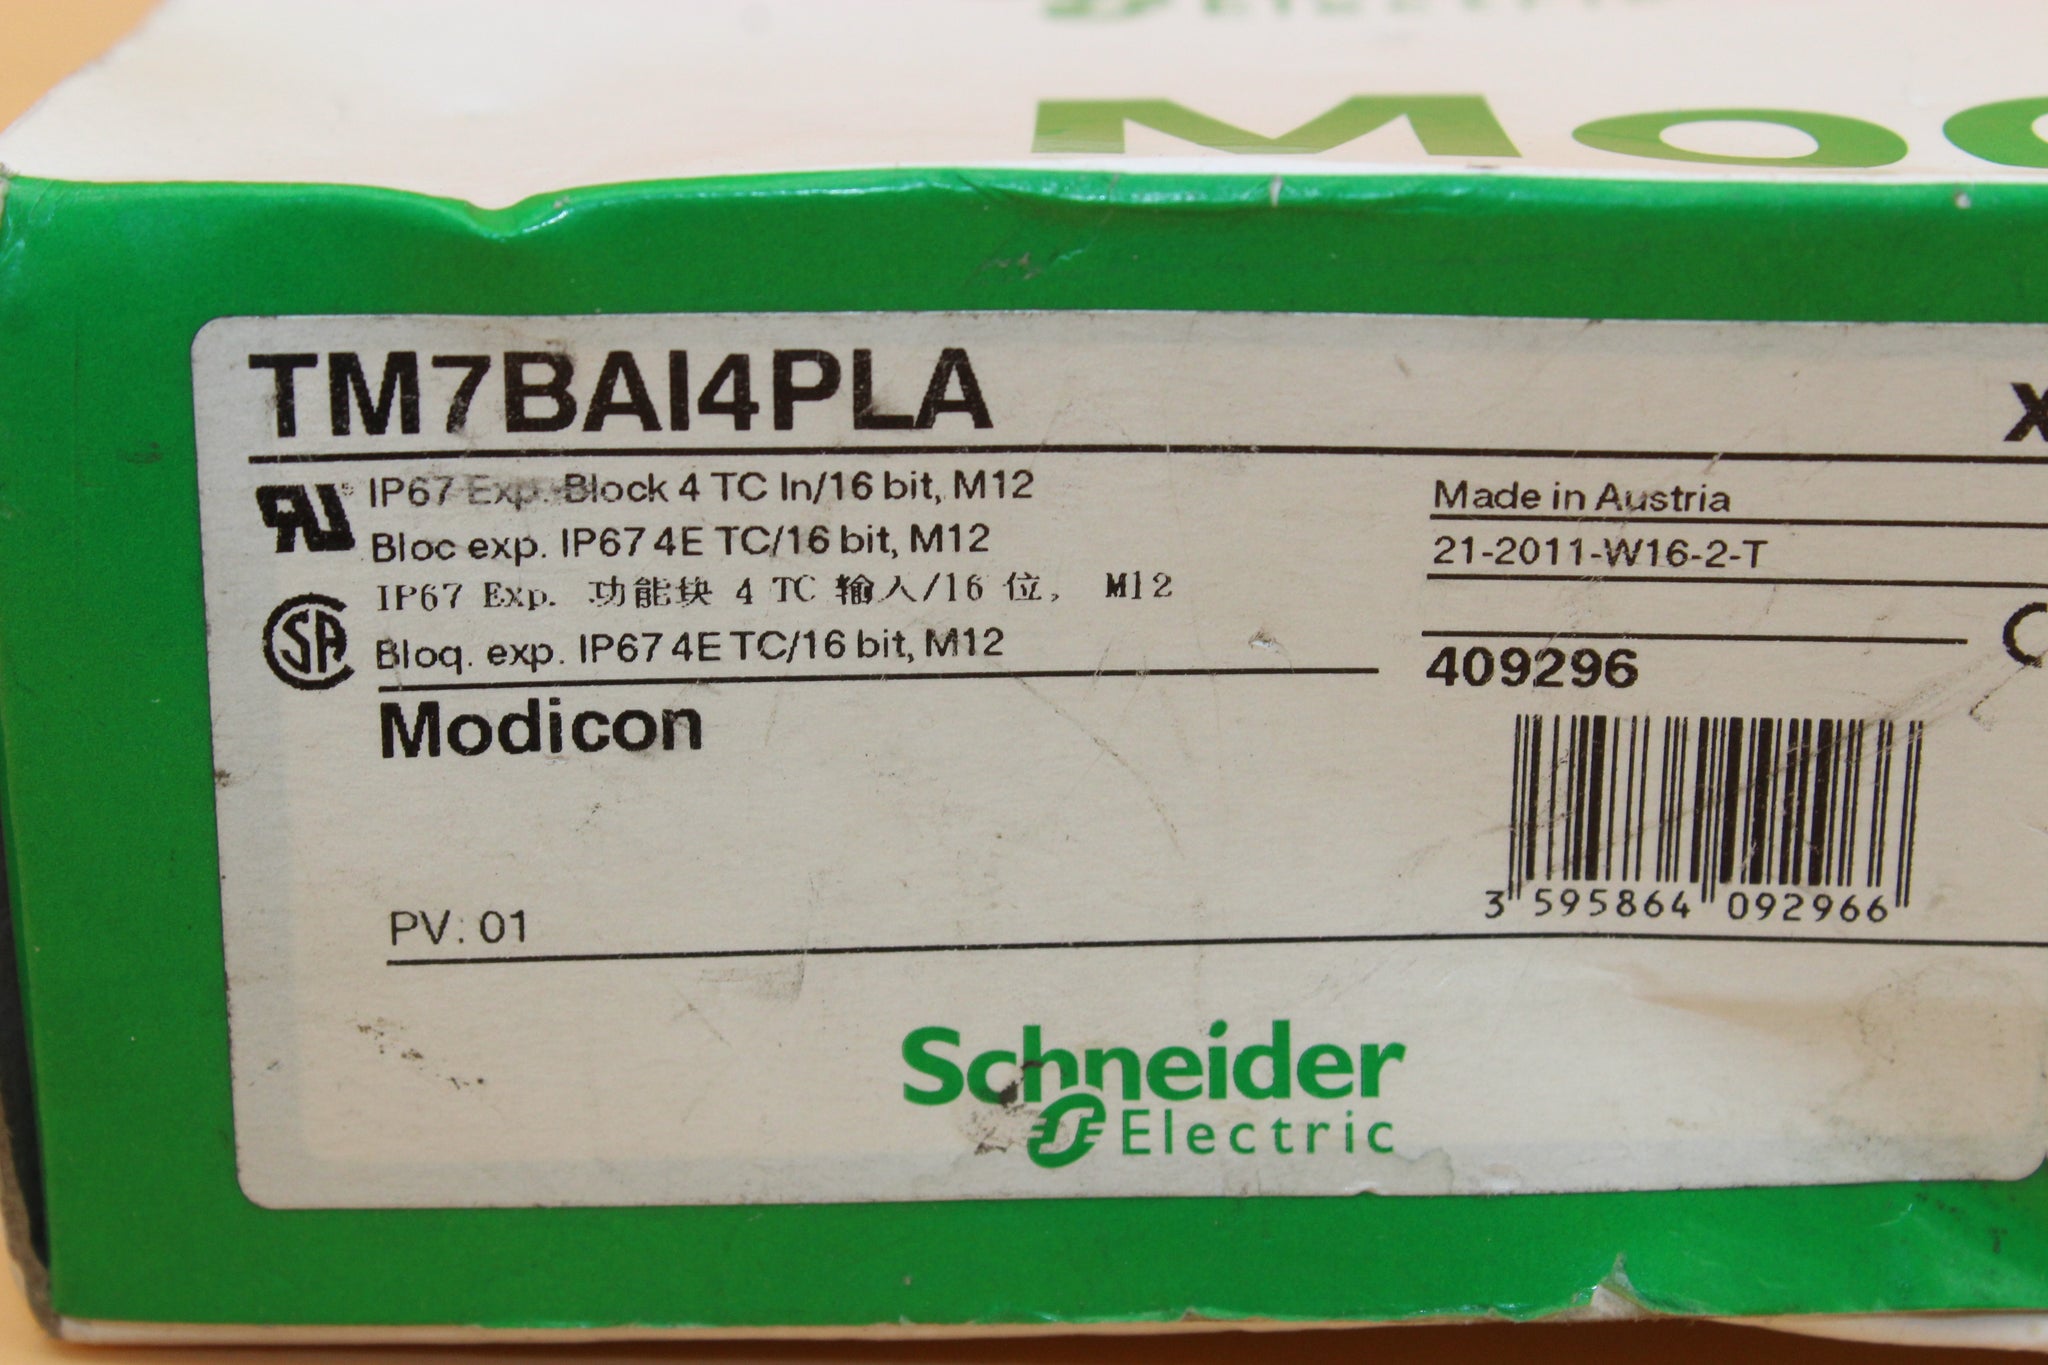 Moc
TM7BAI4PLA
IP67 Exp. Block 4 TC In/16 bit, M12
Bloc exp. IP67 4E TC/16 bit, M12
IP67 Exp. 功能块 4 TC 输入/16 位, M12
Bloq. exp. IP67 4E TC/16 bit, M12
Modicon
PV: 01
x
Made in Austria
21-2011-W16-2-T
409296
3 595864 092966
Schneider
Electric